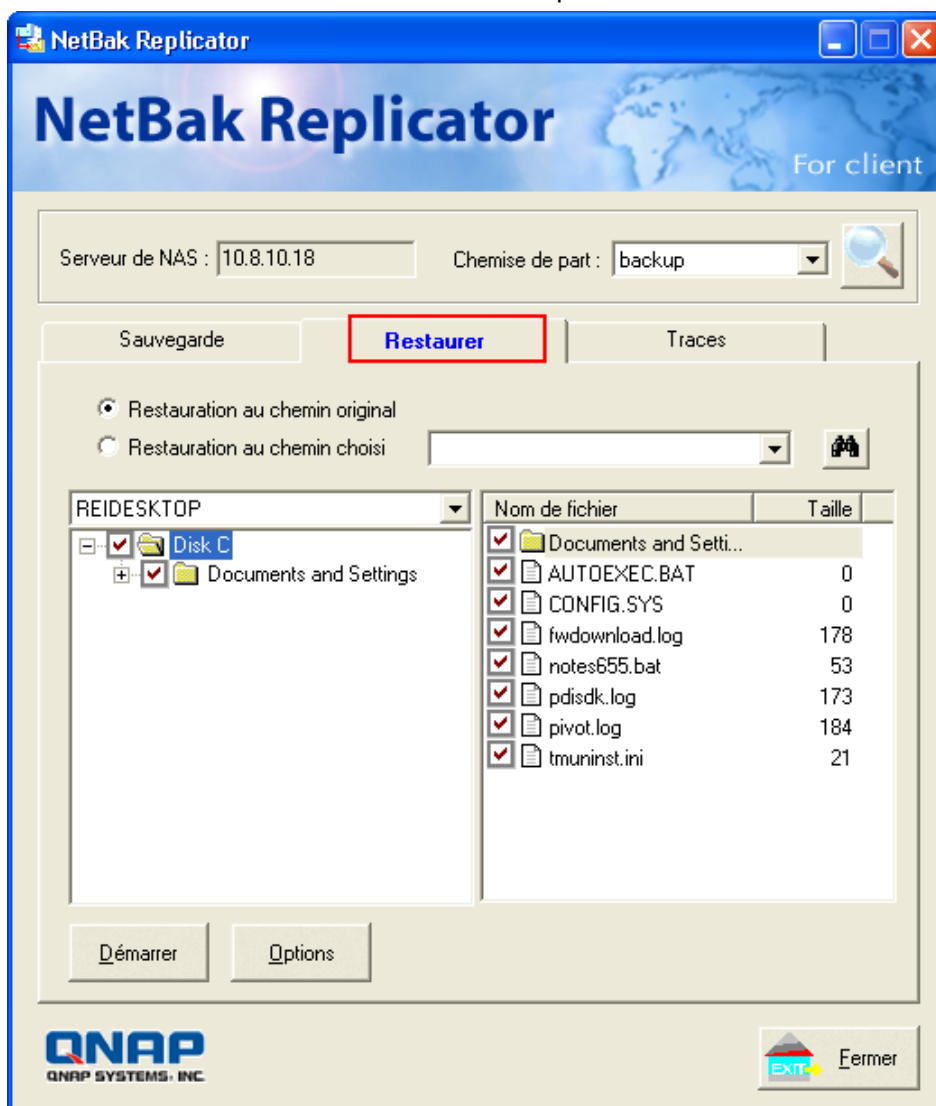 NetBak Replicator
NetBak Replicator
For client
Serveur de NAS : 10.8.10.18 Chemise de part : backup
Sauvegarde Restaurer Traces
Restauration au chemin original
Restauration au chemin choisi
REIDESKTOP Nom de fichier Taille
Disk C Documents and Setti...
Documents and Settings AUTOEXEC.BAT 0
CONFIG.SYS 0
fwdownload.log 178
notes655.bat 53
pdisdk.log 173
pivot.log 184
tmuninst.ini 21
Démarrer Options
QNAP
QNAP SYSTEMS, INC
EXIT Fermer